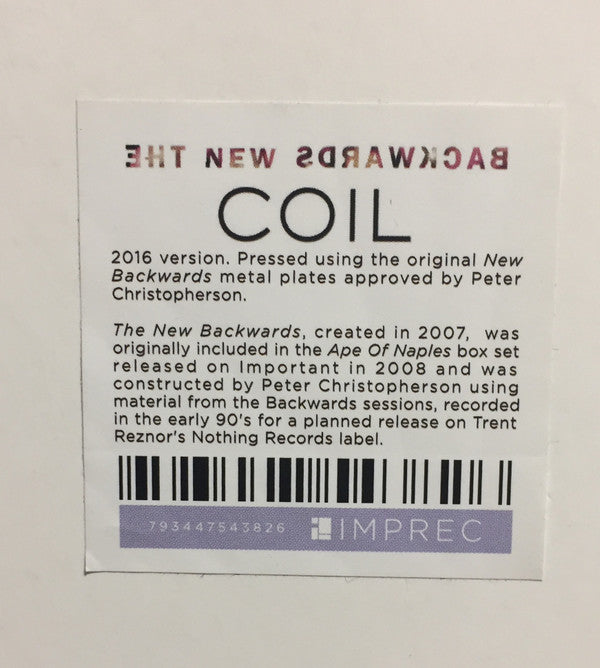 THE NEW BACKWARDS
COIL
2016 version. Pressed using the original New
Backwards metal plates approved by Peter
Christopherson.
The New Backwards, created in 2007, was
originally included in the Ape Of Naples box set
released on Important in 2008 and was
constructed by Peter Christopherson using
material from the Backwards sessions, recorded
in the early 90's for a planned release on Trent
Reznor's Nothing Records label.
793447543826 IMPREC